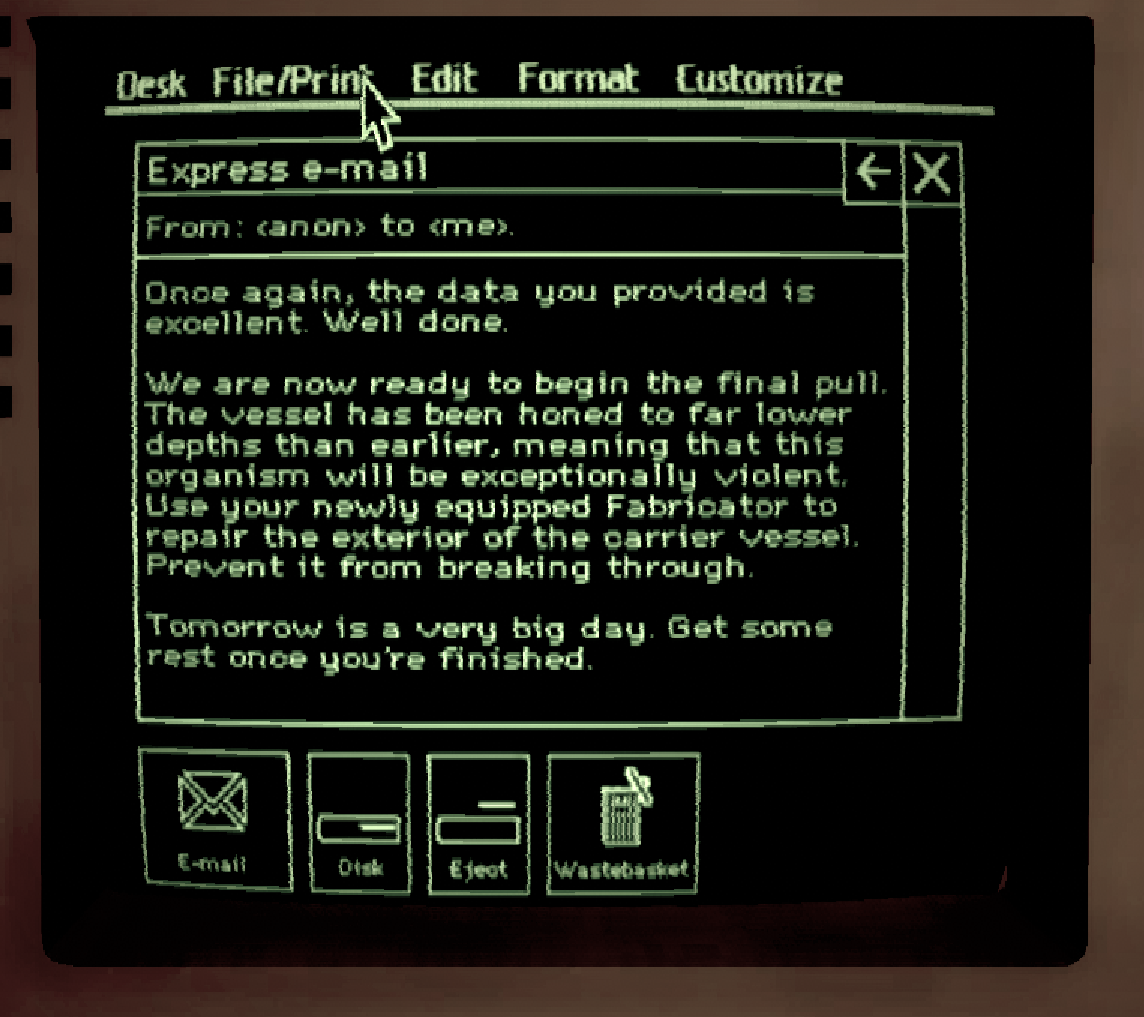 Desk File/Print Edit Format Customize
Express e-mail
From: <anon> to <me>.
Once again, the data you provided is
excellent. Well done.
We are now ready to begin the final pull.
The vessel has been honed to far lower
depths than earlier, meaning that this
organism will be exceptionally violent.
Use your newly equipped Fabricator to
repair the exterior of the carrier vessel.
Prevent it from breaking through.
Tomorrow is a very big day. Get some
rest once you're finished.
E-mail Disk Eject Wastebasket